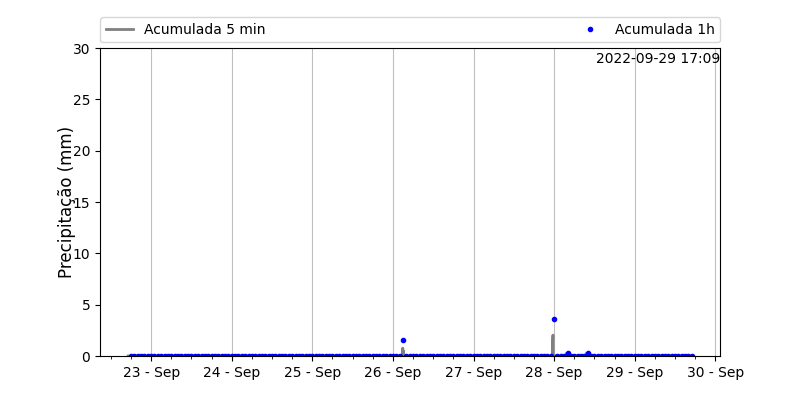 Acumulada 5 min Acumulada 1h
2022-09-29 17:09
Precipitação (mm)
30
25
20
15
10
5
0
23 - Sep 24 - Sep 25 - Sep 26 - Sep 27 - Sep 28 - Sep 29 - Sep 30 - Sep